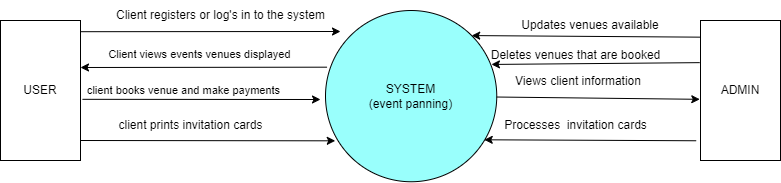 Client registers or log's in to the system
Updates venues available
Client views events venues displayed
Deletes venues that are booked
USER
client books venue and make payments
SYSTEM
(event panning)
Views client information
ADMIN
client prints invitation cards
Processes  invitation cards